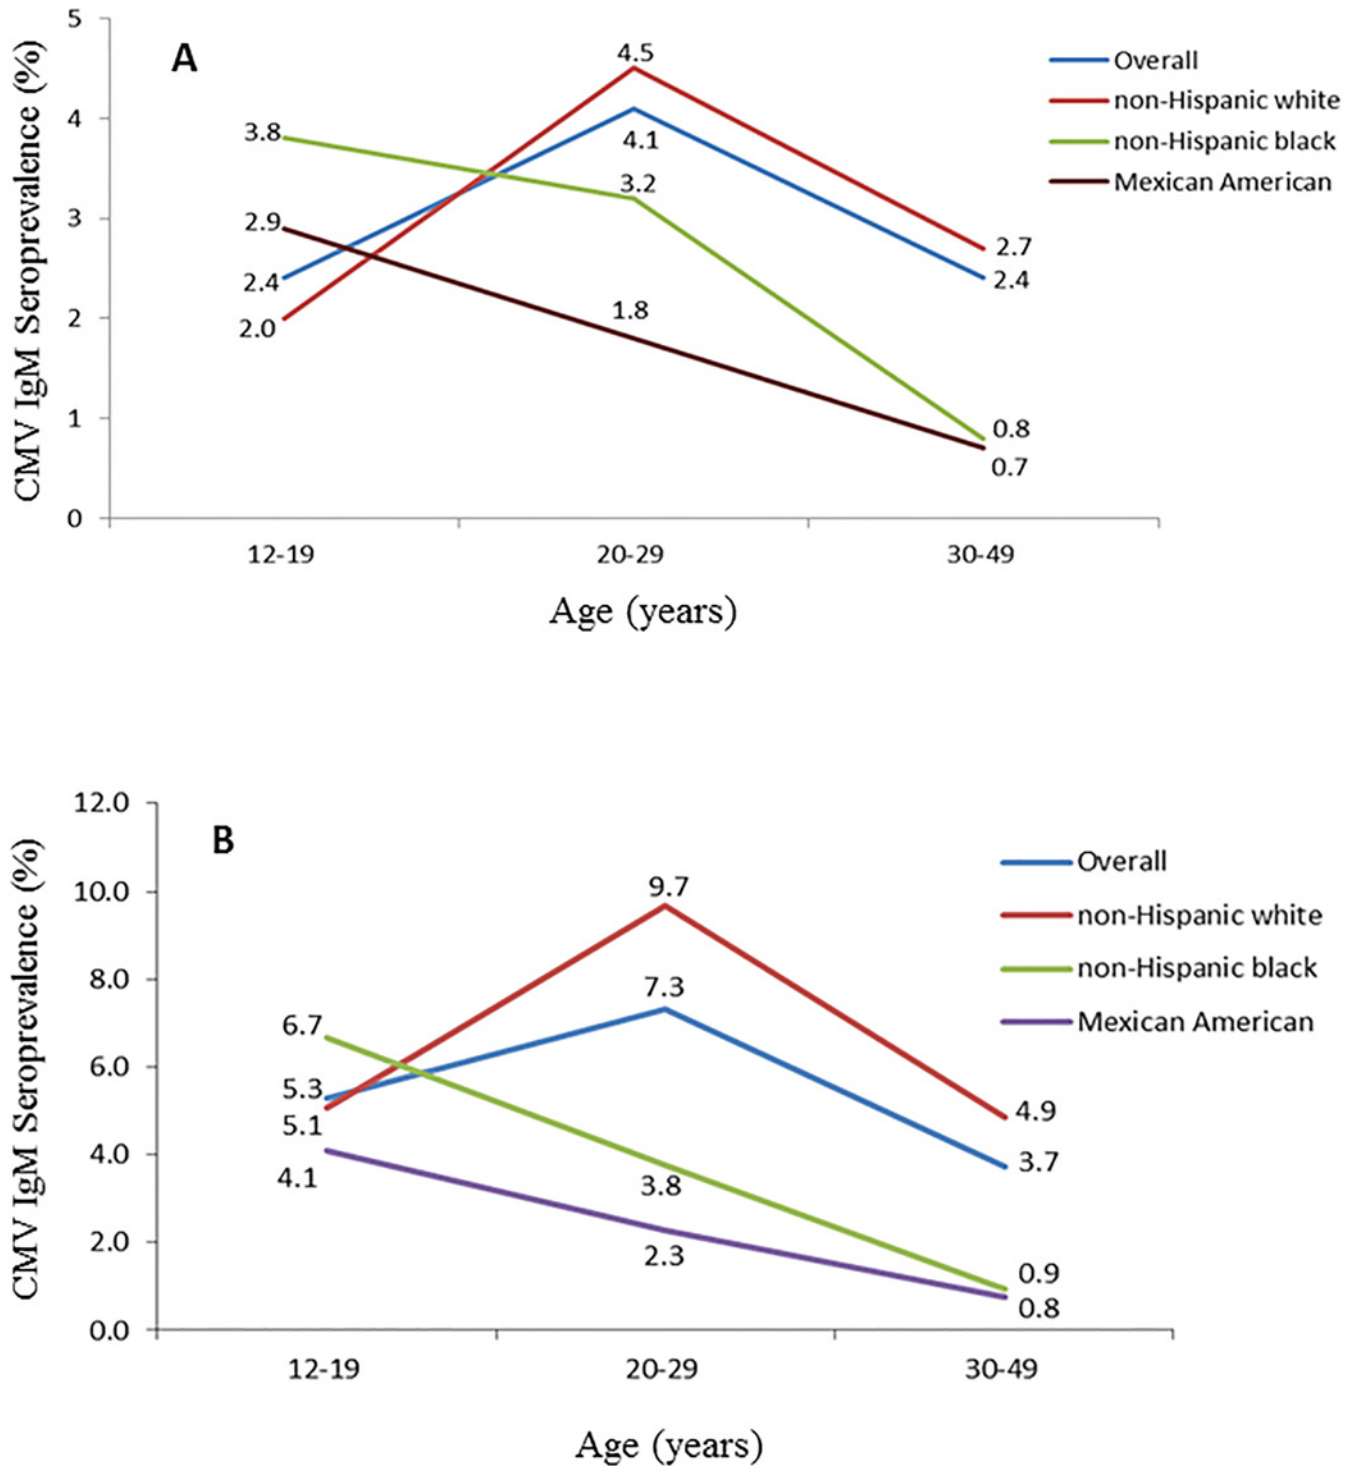 A
CMV IgM Seroprevalence (%)
5
4
3
2
1
0
3.8
2.9
2.4
2.0
4.5
4.1
3.2
1.8
2.7
2.4
0.8
0.7
Overall
non-Hispanic white
non-Hispanic black
Mexican American
12-19 20-29 30-49
Age (years)
B
CMV IgM Seroprevalence (%)
12.0
10.0
8.0
6.0
4.0
2.0
0.0
6.7
5.3
5.1
4.1
9.7
7.3
3.8
2.3
4.9
3.7
0.9
0.8
Overall
non-Hispanic white
non-Hispanic black
Mexican American
12-19 20-29 30-49
Age (years)